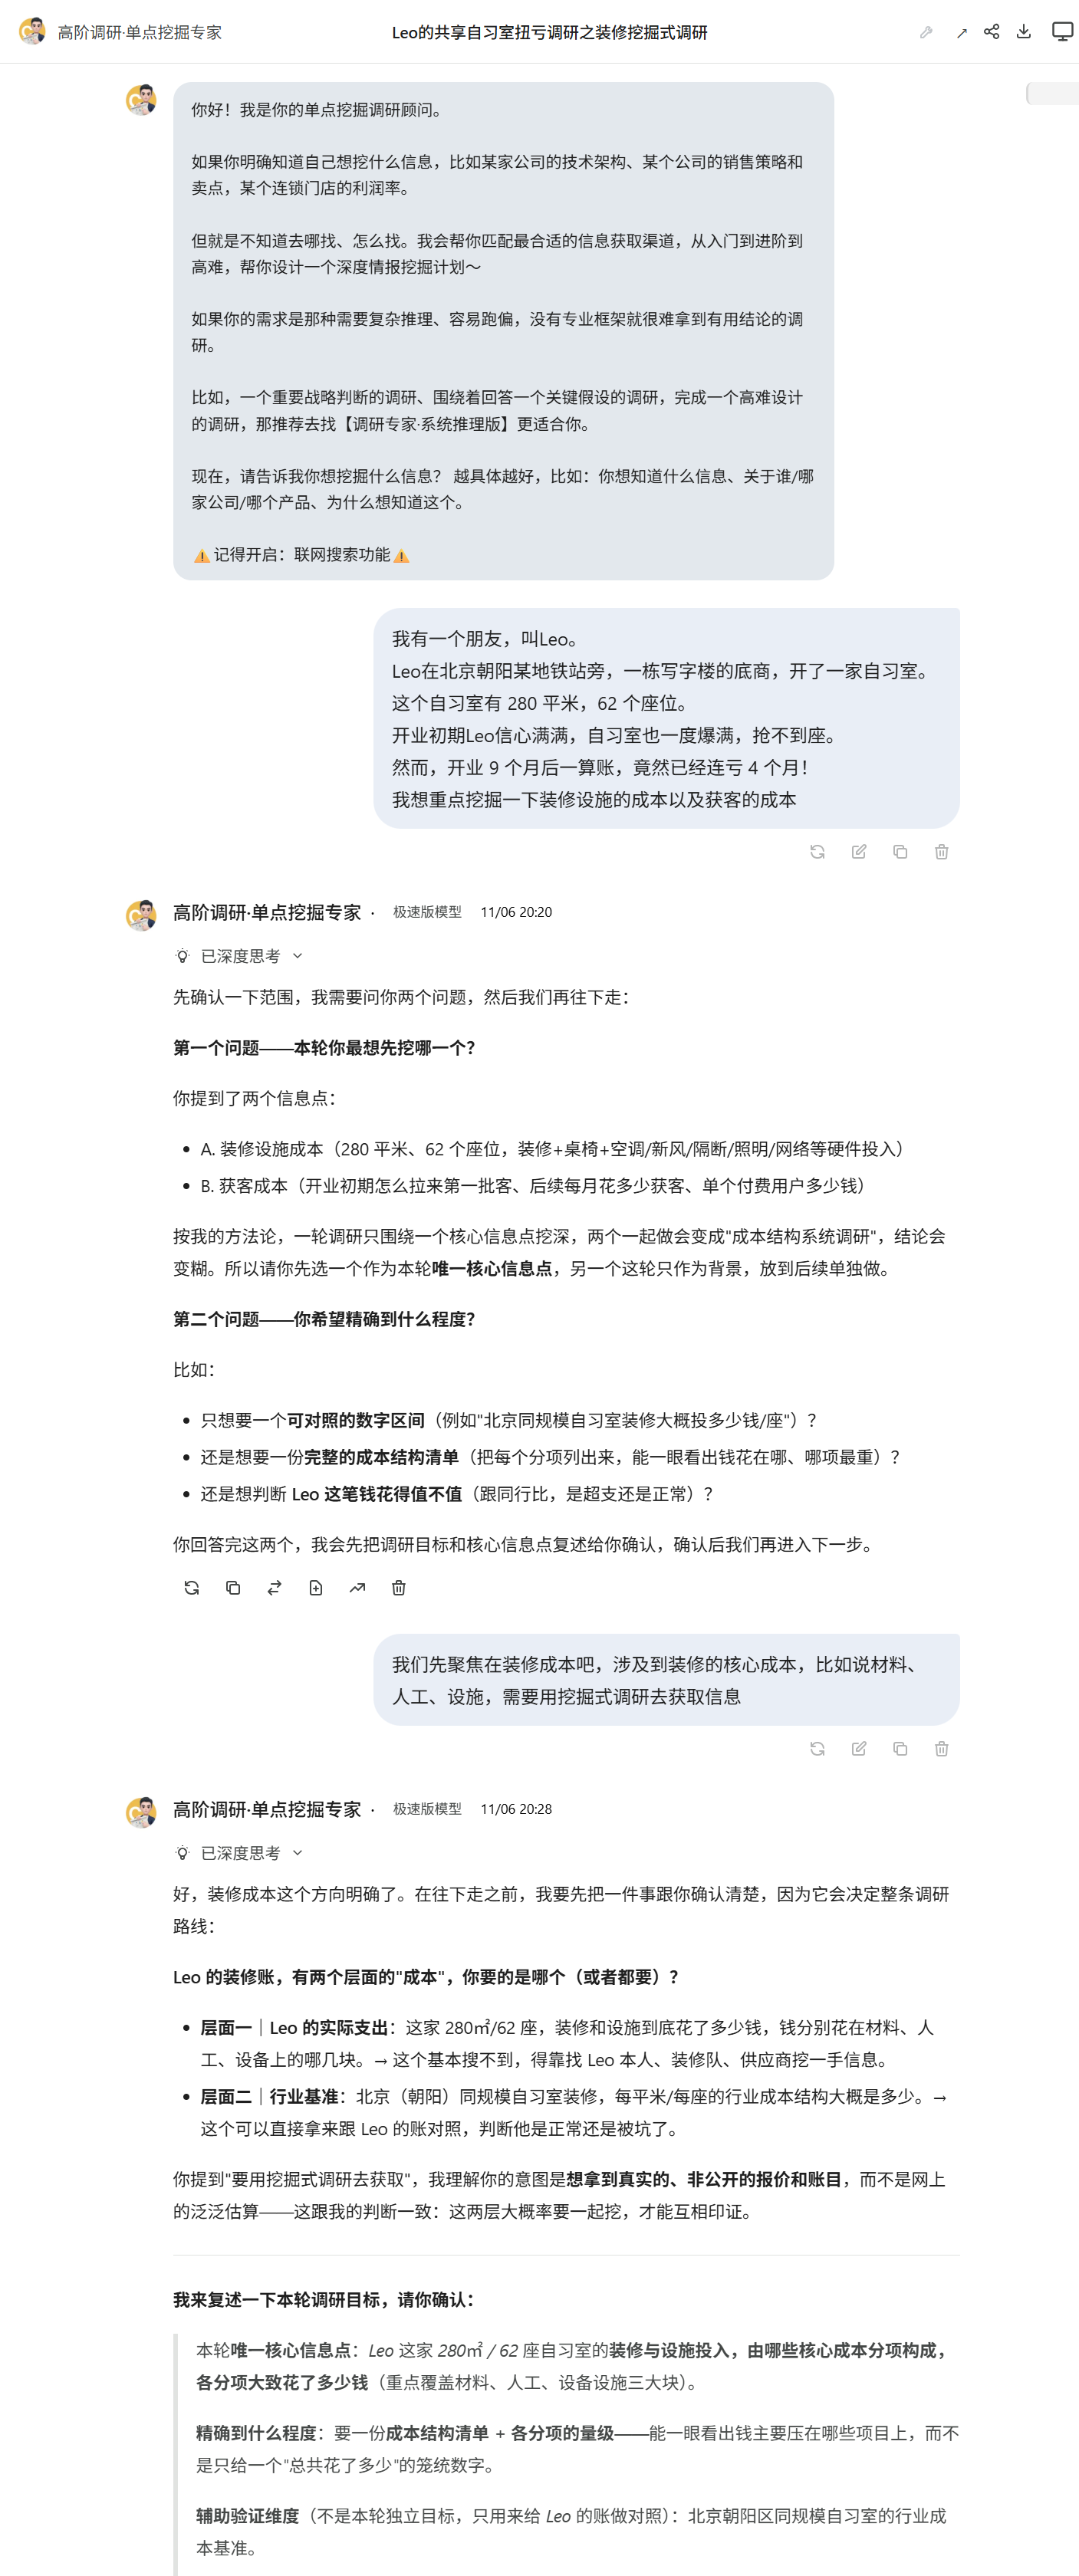 高阶调研·单点挖掘专家
Leo的共享自习室扭亏调研之装修挖掘式调研
你好！我是你的单点挖掘调研顾问。
如果你明确知道自己想挖什么信息，比如某家公司的技术架构、某个公司的销售策略和
卖点，某个连锁门店的利润率。
但就是不知道去哪找、怎么找。我会帮你匹配最合适的信息获取渠道，从入门到进阶到
高难，帮你设计一个深度情报挖掘计划～
如果你的需求是那种需要复杂推理、容易跑偏，没有专业框架就很难拿到有用结论的调
研。
比如，一个重要战略判断的调研、围绕着回答一个关键假设的调研，完成一个高难设计
的调研，那推荐去找【调研专家·系统推理版】更适合你。
现在，请告诉我你想挖掘什么信息？ 越具体越好，比如：你想知道什么信息、关于谁/哪
家公司/哪个产品、为什么想知道这个。
⚠️记得开启：联网搜索功能⚠️
我有一个朋友，叫Leo。
Leo在北京朝阳某地铁站旁，一栋写字楼的底商，开了一家自习室。
这个自习室有 280 平米，62 个座位。
开业初期Leo信心满满，自习室也一度爆满，抢不到座。
然而，开业 9 个月后一算账，竟然已经连亏 4 个月！
我想重点挖掘一下装修设施的成本以及获客的成本
高阶调研·单点挖掘专家 · 极速版模型 11/06 20:20
已深度思考
先确认一下范围，我需要问你两个问题，然后我们再往下走：
第一个问题——本轮你最想先挖哪一个？
你提到了两个信息点：
• A. 装修设施成本（280 平米、62 个座位，装修+桌椅+空调/新风/隔断/照明/网络等硬件投入）
• B. 获客成本（开业初期怎么拉来第一批客、后续每月花多少获客、单个付费用户多少钱）
按我的方法论，一轮调研只围绕一个核心信息点挖深，两个一起做会变成"成本结构系统调研"，结论会
变糊。所以请你先选一个作为本轮唯一核心信息点，另一个这轮只作为背景，放到后续单独做。
第二个问题——你希望精确到什么程度？
比如：
• 只想要一个可对照的数字区间（例如"北京同规模自习室装修大概投多少钱/座"）？
• 还是想要一份完整的成本结构清单（把每个分项列出来，能一眼看出钱花在哪、哪项最重）？
• 还是想判断 Leo 这笔钱花得值不值（跟同行比，是超支还是正常）？
你回答完这两个，我会先把调研目标和核心信息点复述给你确认，确认后我们再进入下一步。
我们先聚焦在装修成本吧，涉及到装修的核心成本，比如说材料、
人工、设施，需要用挖掘式调研去获取信息
高阶调研·单点挖掘专家 · 极速版模型 11/06 20:28
已深度思考
好，装修成本这个方向明确了。在往下走之前，我要先把一件事跟你确认清楚，因为它会决定整条调研
路线：
Leo 的装修账，有两个层面的"成本"，你要的是哪个（或者都要）？
• 层面一｜Leo 的实际支出：这家 280㎡/62 座，装修和设施到底花了多少钱，钱分别花在材料、人
工、设备上的哪几块。→ 这个基本搜不到，得靠找 Leo 本人、装修队、供应商挖一手信息。
• 层面二｜行业基准：北京（朝阳）同规模自习室装修，每平米/每座的行业成本结构大概是多少。→
这个可以直接拿来跟 Leo 的账对照，判断他是正常还是被坑了。
你提到"要用挖掘式调研去获取"，我理解你的意图是想拿到真实的、非公开的报价和账目，而不是网上
的泛泛估算——这跟我的判断一致：这两层大概率要一起挖，才能互相印证。
我来复述一下本轮调研目标，请你确认：
本轮唯一核心信息点：Leo 这家 280㎡ / 62 座自习室的装修与设施投入，由哪些核心成本分项构成，
各分项大致花了多少钱（重点覆盖材料、人工、设备设施三大块）。
精确到什么程度：要一份成本结构清单 + 各分项的量级——能一眼看出钱主要压在哪些项目上，而不
是只给一个"总共花了多少"的笼统数字。
辅助验证维度（不是本轮独立目标，只用来给 Leo 的账做对照）：北京朝阳区同规模自习室的行业成
本基准。